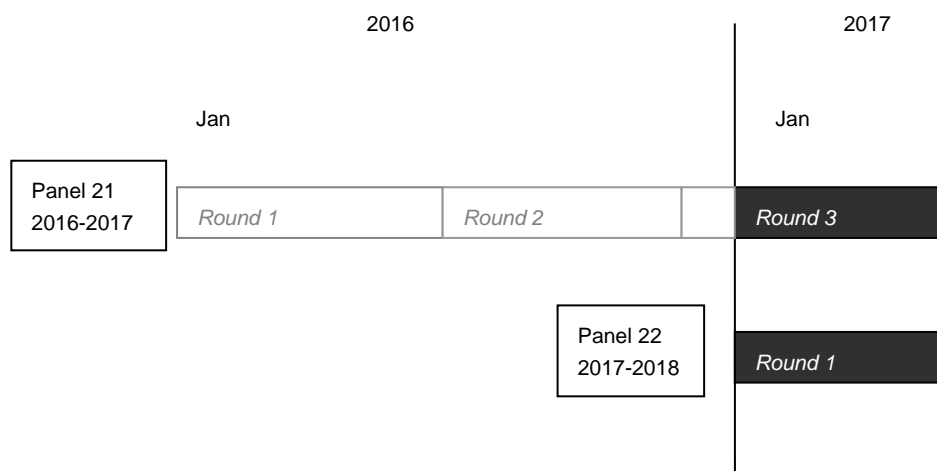 2016 2017
Jan Jan
Panel 21
2016-2017
Round 1 Round 2 Round 3
Panel 22
2017-2018
Round 1